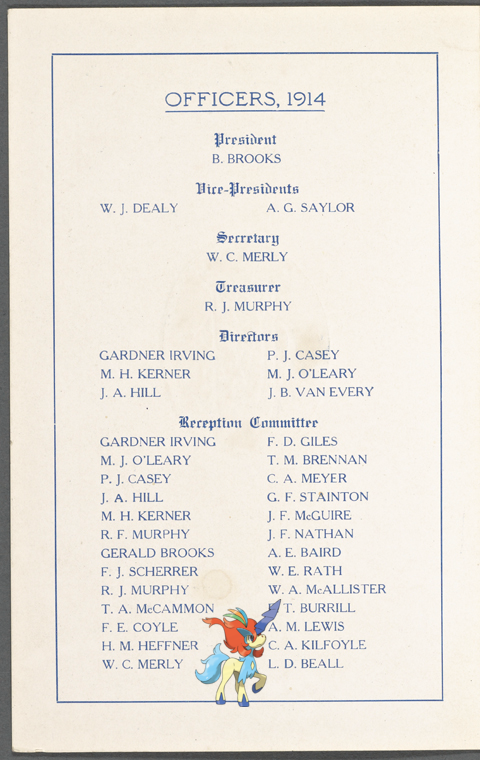 OFFICERS, 1914
President
B. BROOKS
Vice-Presidents
W. J. DEALY A. G. SAYLOR
Secretary
W. C. MERLY
Treasurer
R. J. MURPHY
Directors
GARDNER IRVING P. J. CASEY
M. H. KERNER M. J. O'LEARY
J. A. HILL J. B. VAN EVERY
Reception Committee
GARDNER IRVING F. D. GILES
M. J. O'LEARY T. M. BRENNAN
P. J. CASEY C. A. MEYER
J. A. HILL G. F. STAINTON
M. H. KERNER J. F. McGUIRE
R. F. MURPHY J. F. NATHAN
GERALD BROOKS A. E. BAIRD
F. J. SCHERRER W. E. RATH
R. J. MURPHY W. A. McALLISTER
T. A. McCAMMON T. BURRILL
F. E. COYLE A. M. LEWIS
H. M. HEFFNER C. A. KILFOYLE
W. C. MERLY L. D. BEALL